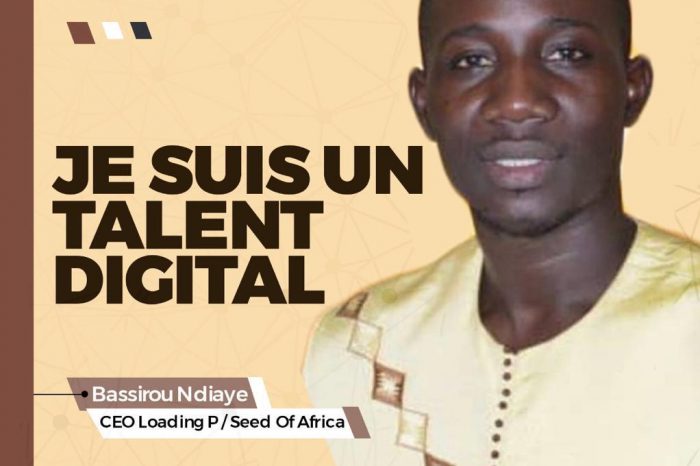 JE SUIS UN
TALENT
DIGITAL
Bassirou Ndiaye
CEO Loading P / Seed Of Africa